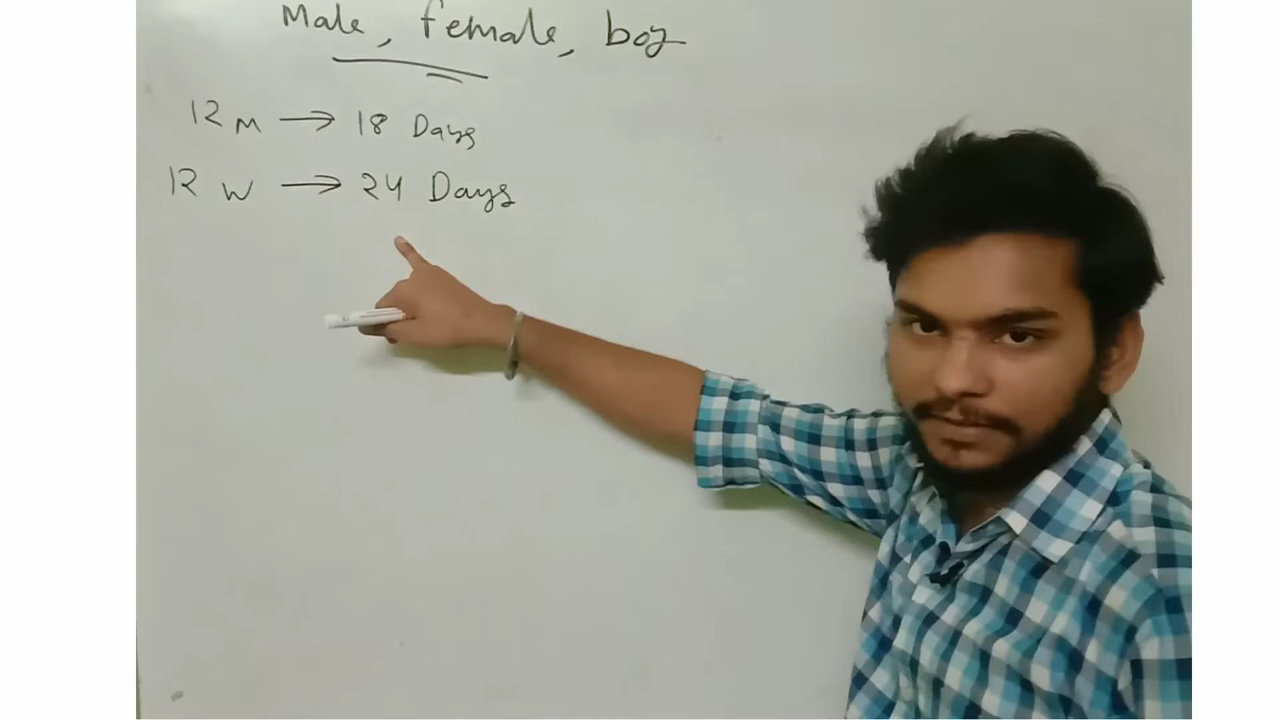 Male, female, boy
12 M → 18 Days
12 W → 24 Days